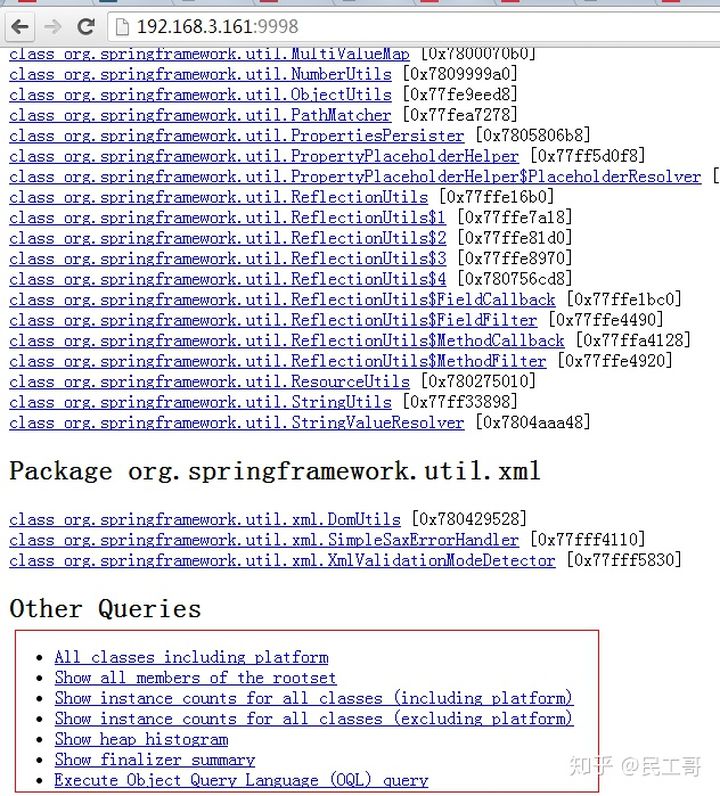 192.168.3.161:9998
class org.springframework.util.MultiValueMap [0x7800070b0]
class org.springframework.util.NumberUtils [0x7809999a0]
class org.springframework.util.ObjectUtils [0x77fe9eed8]
class org.springframework.util.PathMatcher [0x77fea7278]
class org.springframework.util.PropertiesPersister [0x7805806b8]
class org.springframework.util.PropertyPlaceholderHelper [0x77ff5d0f8]
class org.springframework.util.PropertyPlaceholderHelper$PlaceholderResolver [
class org.springframework.util.ReflectionUtils [0x77ffe16b0]
class org.springframework.util.ReflectionUtils$1 [0x77ffe7a18]
class org.springframework.util.ReflectionUtils$2 [0x77ffe81d0]
class org.springframework.util.ReflectionUtils$3 [0x77ffe8970]
class org.springframework.util.ReflectionUtils$4 [0x780756cd8]
class org.springframework.util.ReflectionUtils$FieldCallback [0x77ffe1bc0]
class org.springframework.util.ReflectionUtils$FieldFilter [0x77ffe4490]
class org.springframework.util.ReflectionUtils$MethodCallback [0x77ffa4128]
class org.springframework.util.ReflectionUtils$MethodFilter [0x77ffe4920]
class org.springframework.util.ResourceUtils [0x780275010]
class org.springframework.util.StringUtils [0x77ff33898]
class org.springframework.util.StringValueResolver [0x7804aaa48]
Package org.springframework.util.xml
class org.springframework.util.xml.DomUtils [0x780429528]
class org.springframework.util.xml.SimpleSaxErrorHandler [0x77fff4110]
class org.springframework.util.xml.XmlValidationModeDetector [0x77fff5830]
Other Queries
• All classes including platform
• Show all members of the rootset
• Show instance counts for all classes (including platform)
• Show instance counts for all classes (excluding platform)
• Show heap histogram
• Show finalizer summary
• Execute Object Query Language (OQL) query
知乎 @民工哥